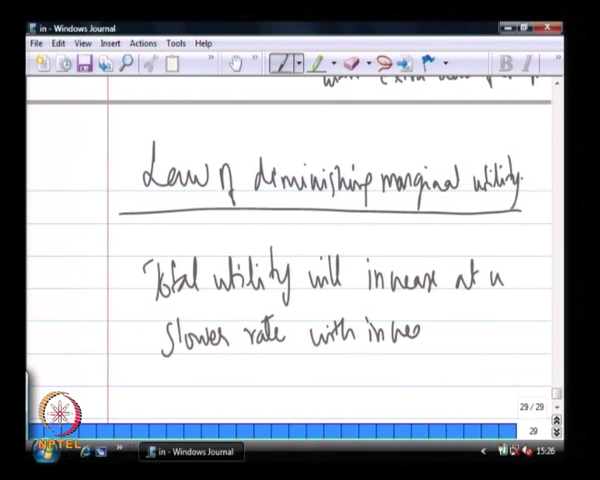 in - Windows Journal
File Edit View Insert Actions Tools Help
B I
Law of diminishing marginal utility.
Total utility will increase at a
slower rate with increa
29 / 29
29
NPTEL
in - Windows Journal
15:26